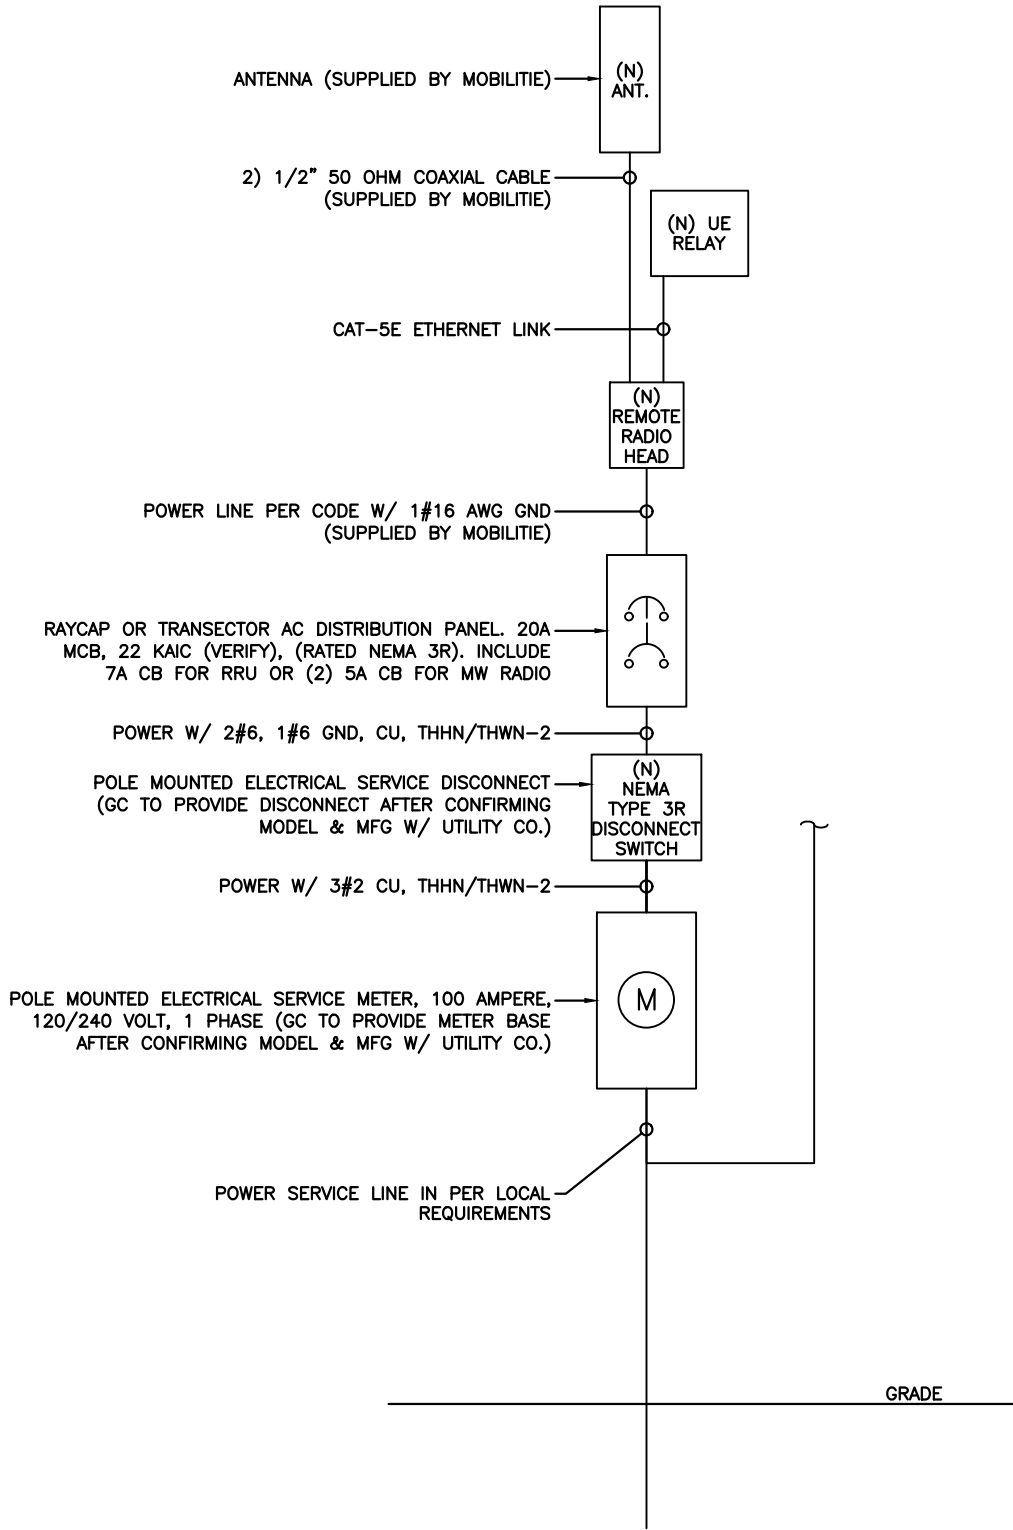 (N)
ANT.
ANTENNA (SUPPLIED BY MOBILITIE)
2) 1/2" 50 OHM COAXIAL CABLE
(SUPPLIED BY MOBILITIE)
(N) UE
RELAY
CAT-5E ETHERNET LINK
(N)
REMOTE
RADIO
HEAD
POWER LINE PER CODE W/ 1#16 AWG GND
(SUPPLIED BY MOBILITIE)
RAYCAP OR TRANSECTOR AC DISTRIBUTION PANEL. 20A
MCB, 22 KAIC (VERIFY), (RATED NEMA 3R). INCLUDE
7A CB FOR RRU OR (2) 5A CB FOR MW RADIO
POWER W/ 2#6, 1#6 GND, CU, THHN/THWN-2
POLE MOUNTED ELECTRICAL SERVICE DISCONNECT
(GC TO PROVIDE DISCONNECT AFTER CONFIRMING
MODEL & MFG W/ UTILITY CO.)
(N)
NEMA
TYPE 3R
DISCONNECT
SWITCH
POWER W/ 3#2 CU, THHN/THWN-2
M
POLE MOUNTED ELECTRICAL SERVICE METER, 100 AMPERE,
120/240 VOLT, 1 PHASE (GC TO PROVIDE METER BASE
AFTER CONFIRMING MODEL & MFG W/ UTILITY CO.)
POWER SERVICE LINE IN PER LOCAL
REQUIREMENTS
GRADE